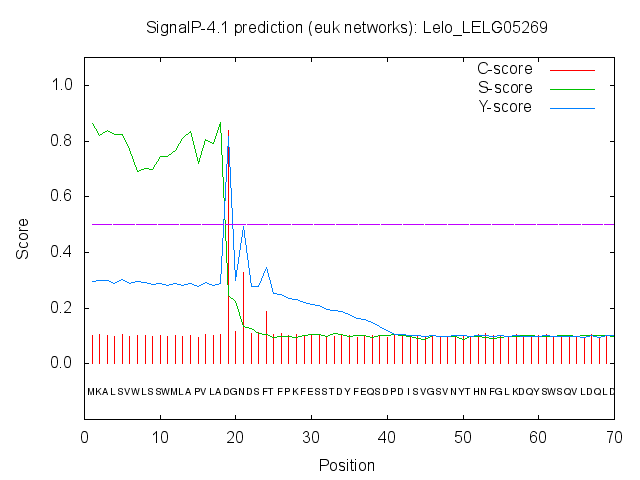 SignalP-4.1 prediction (euk networks): Lelo_LELG05269
C-score
S-score
Y-score
1.0
0.8
0.6
0.4
0.2
0.0
Score
MKALSVWLSSWMLAPVLADGNDSFTFPKFESSTDYFEQSDPDISVGSVNYTHNFGLKDQYSWSQVLDQLD
0 10 20 30 40 50 60 70
Position